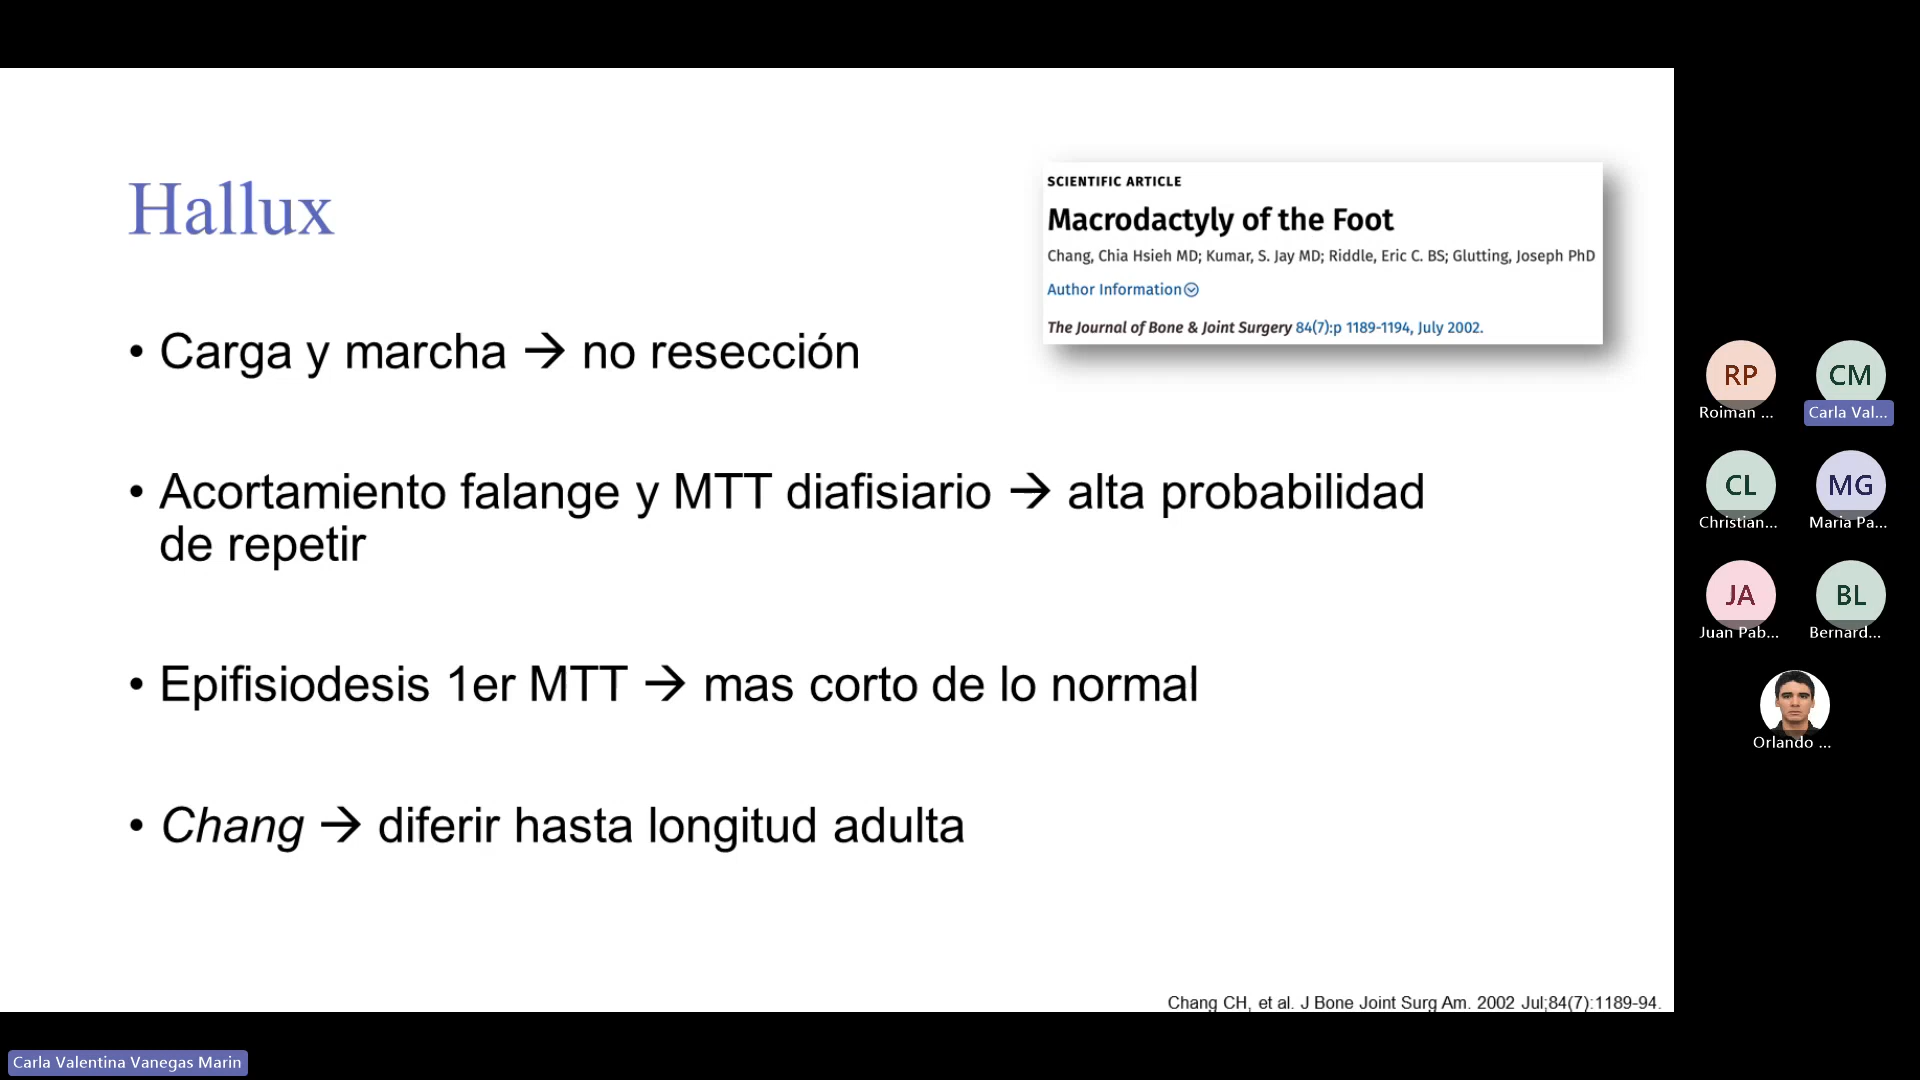 Hallux
SCIENTIFIC ARTICLE
Macrodactyly of the Foot
Chang, Chia Hsieh MD; Kumar, S. Jay MD; Riddle, Eric C. BS; Glutting, Joseph PhD
Author Information
The Journal of Bone & Joint Surgery 84(7):p 1189-1194, July 2002.
• Carga y marcha → no resección
• Acortamiento falange y MTT diafisiario → alta probabilidad
de repetir
• Epifisiodesis 1er MTT → mas corto de lo normal
• Chang → diferir hasta longitud adulta
Chang CH, et al. J Bone Joint Surg Am. 2002 Jul;84(7):1189-94.
RP
Roiman ...
CM
Carla Val...
CL
Christian...
MG
Maria Pa...
JA
Juan Pab...
BL
Bernard...
Orlando ...
Carla Valentina Vanegas Marin